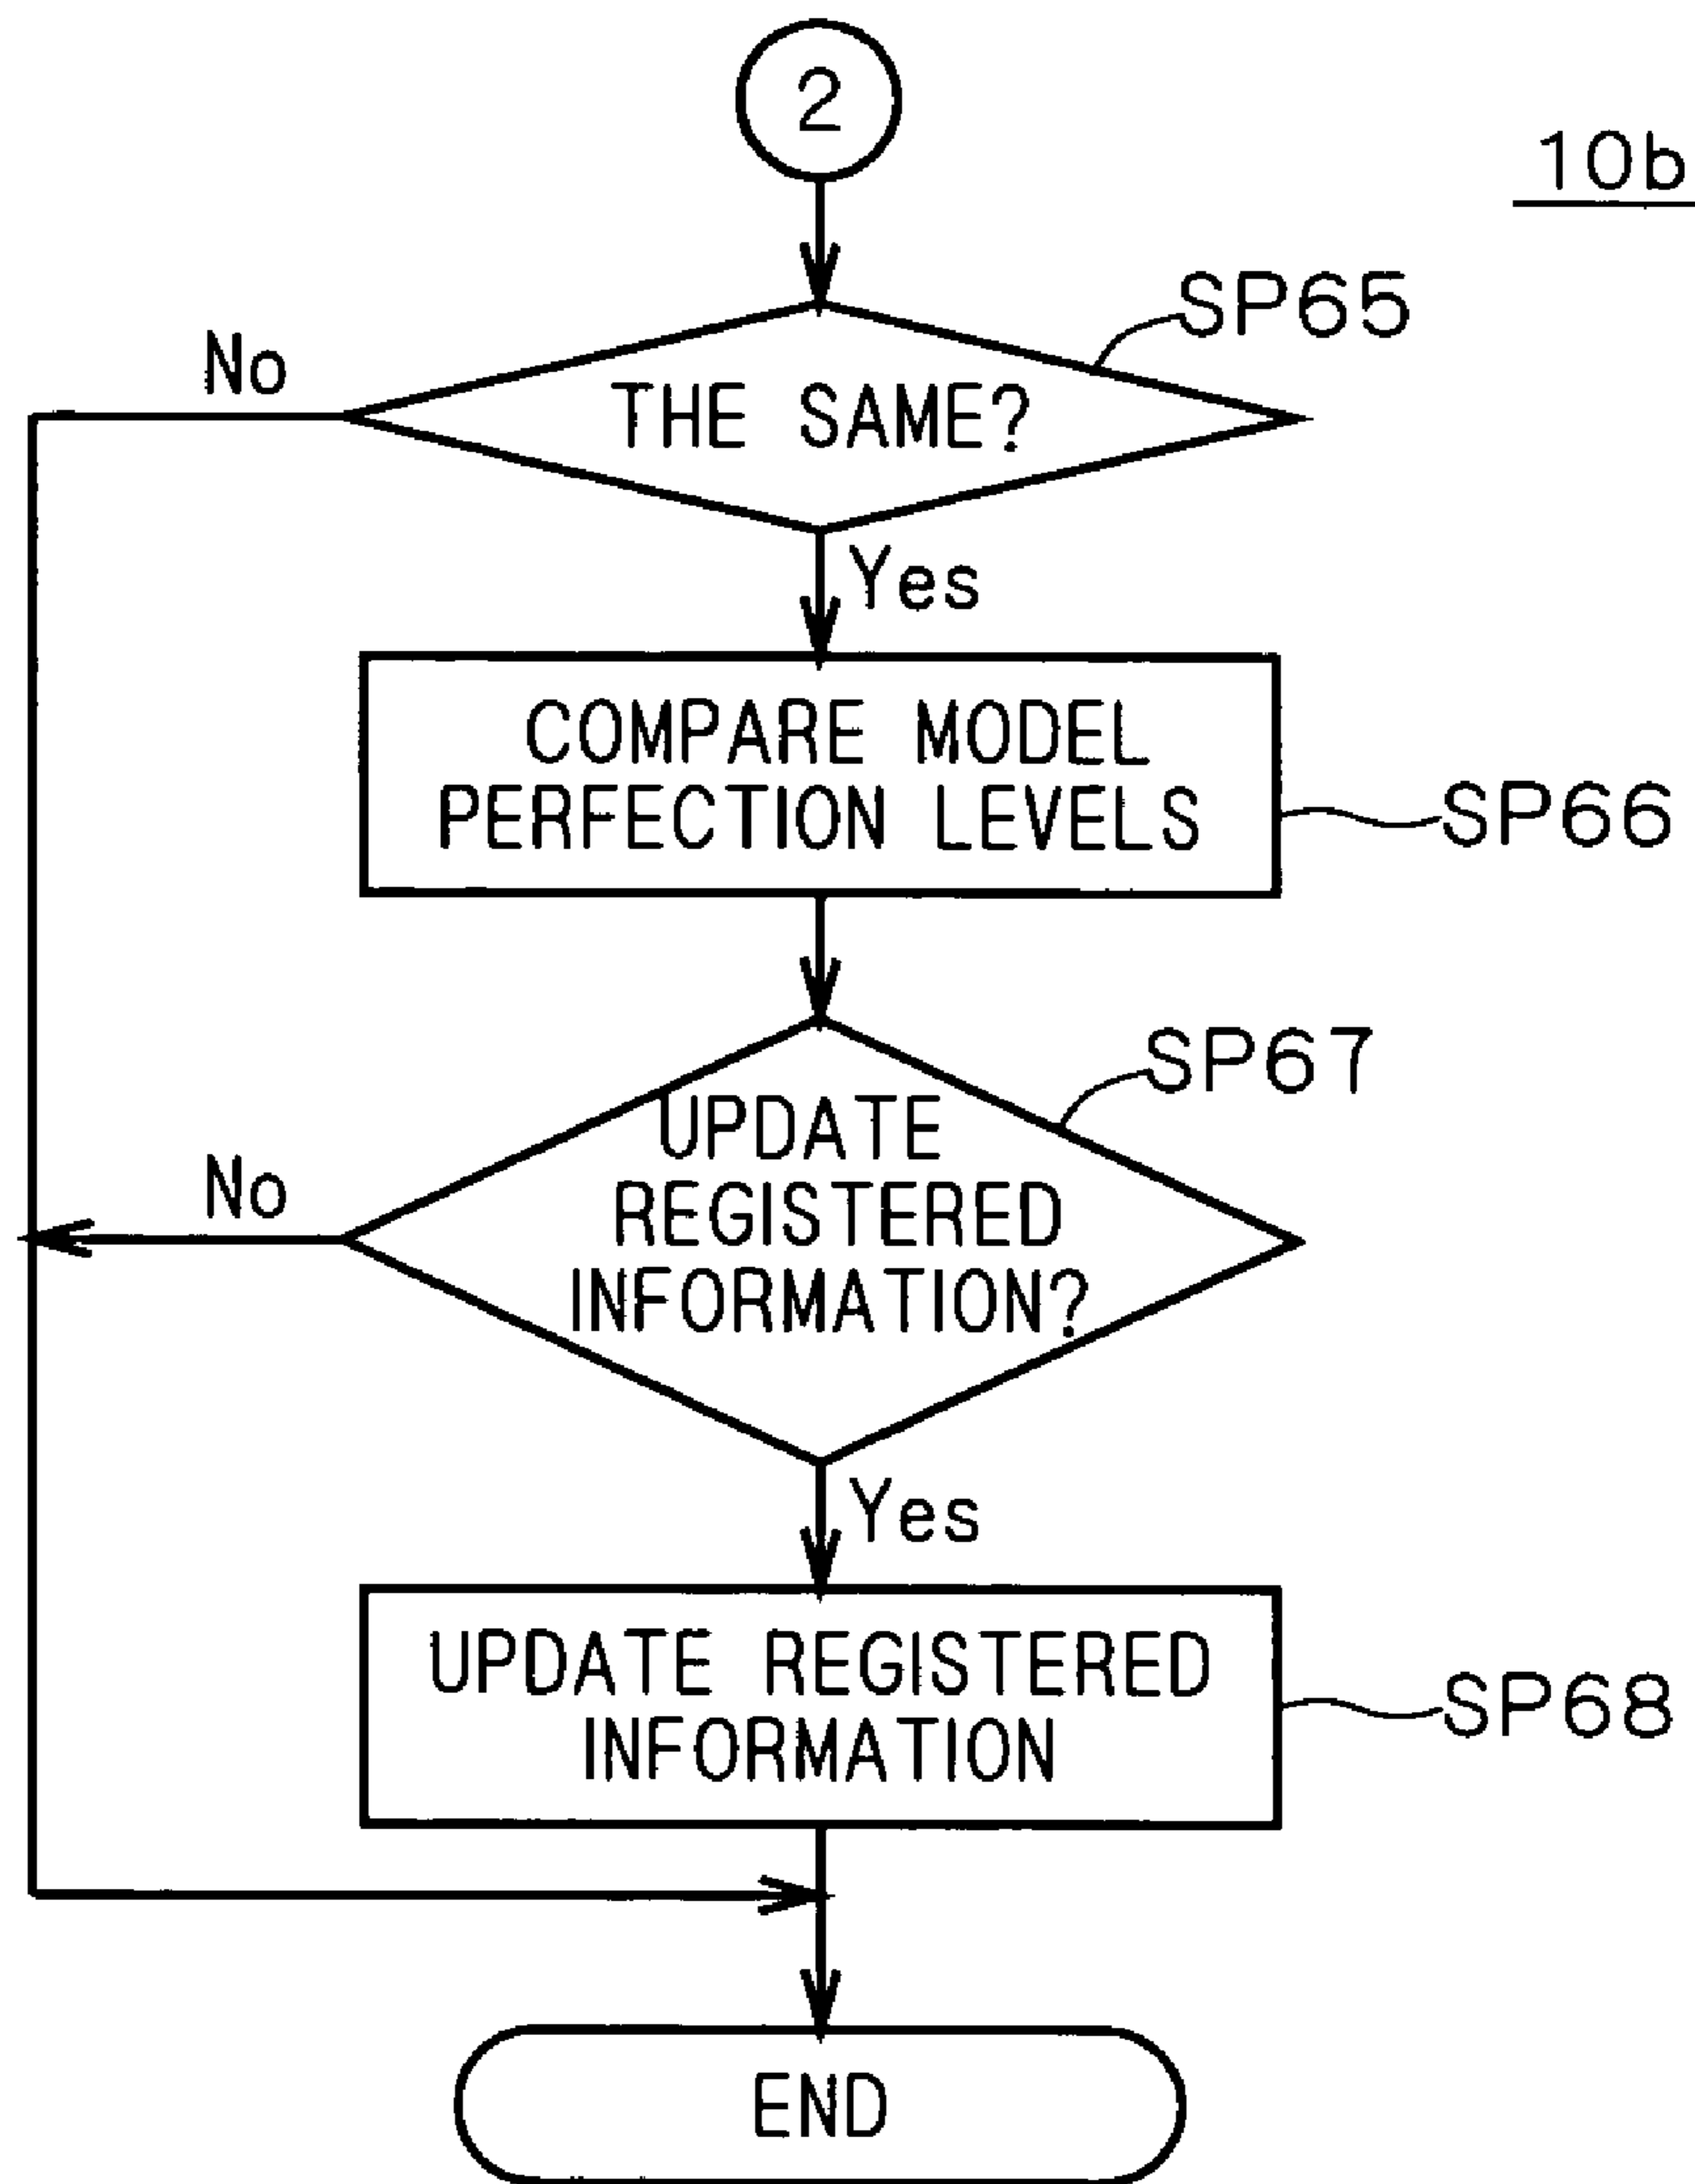 2
10b
SP65
No
THE SAME?
Yes
COMPARE MODEL
PERFECTION LEVELS
SP66
SP67
UPDATE
No
REGISTERED
INFORMATION?
Yes
UPDATE REGISTERED
INFORMATION
SP68
END